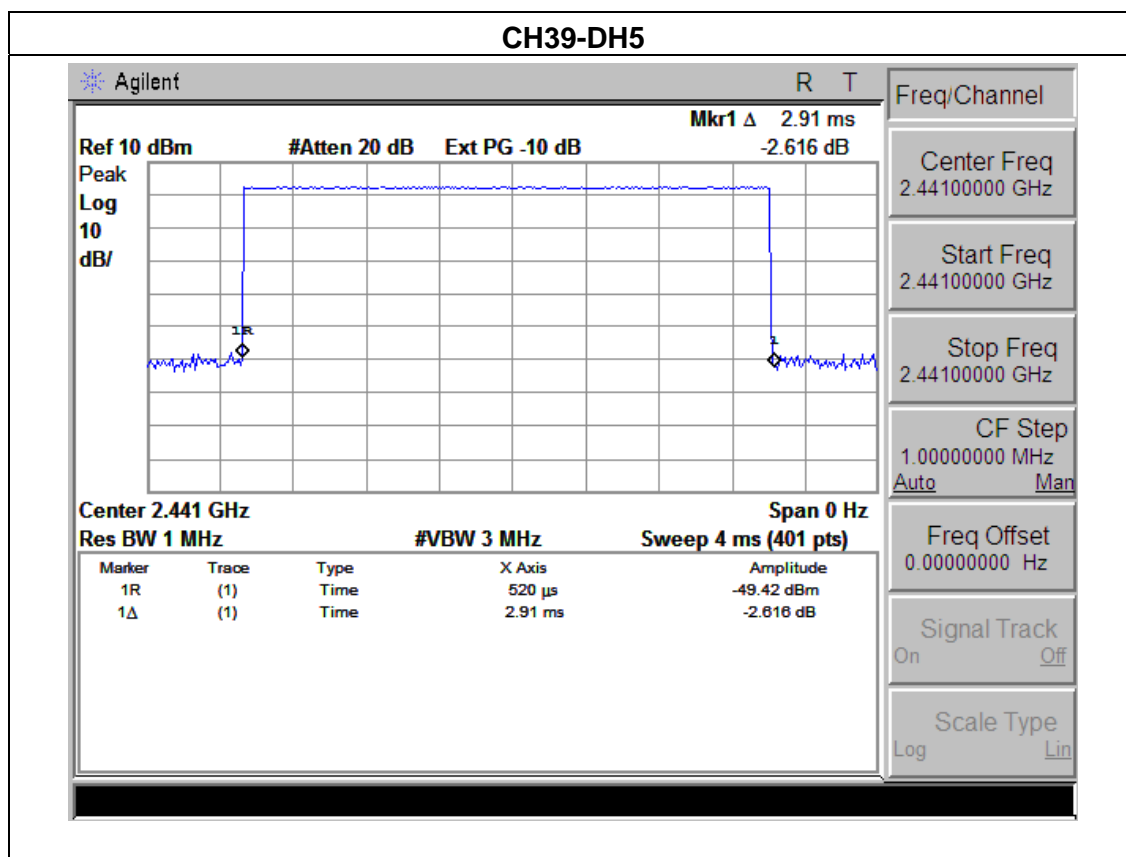 CH39-DH5
Agilent R T
Mkr1 Δ 2.91 ms
Ref 10 dBm #Atten 20 dB Ext PG -10 dB -2.616 dB
Peak
Log
10
dB/
1R
1
Center 2.441 GHz Span 0 Hz
Res BW 1 MHz #VBW 3 MHz Sweep 4 ms (401 pts)
Marker Trace Type X Axis Amplitude
1R (1) Time 520 µs -49.42 dBm
1Δ (1) Time 2.91 ms -2.616 dB
Freq/Channel
Center Freq
2.44100000 GHz
Start Freq
2.44100000 GHz
Stop Freq
2.44100000 GHz
CF Step
1.00000000 MHz
Auto Man
Freq Offset
0.00000000 Hz
Signal Track
On Off
Scale Type
Log Lin